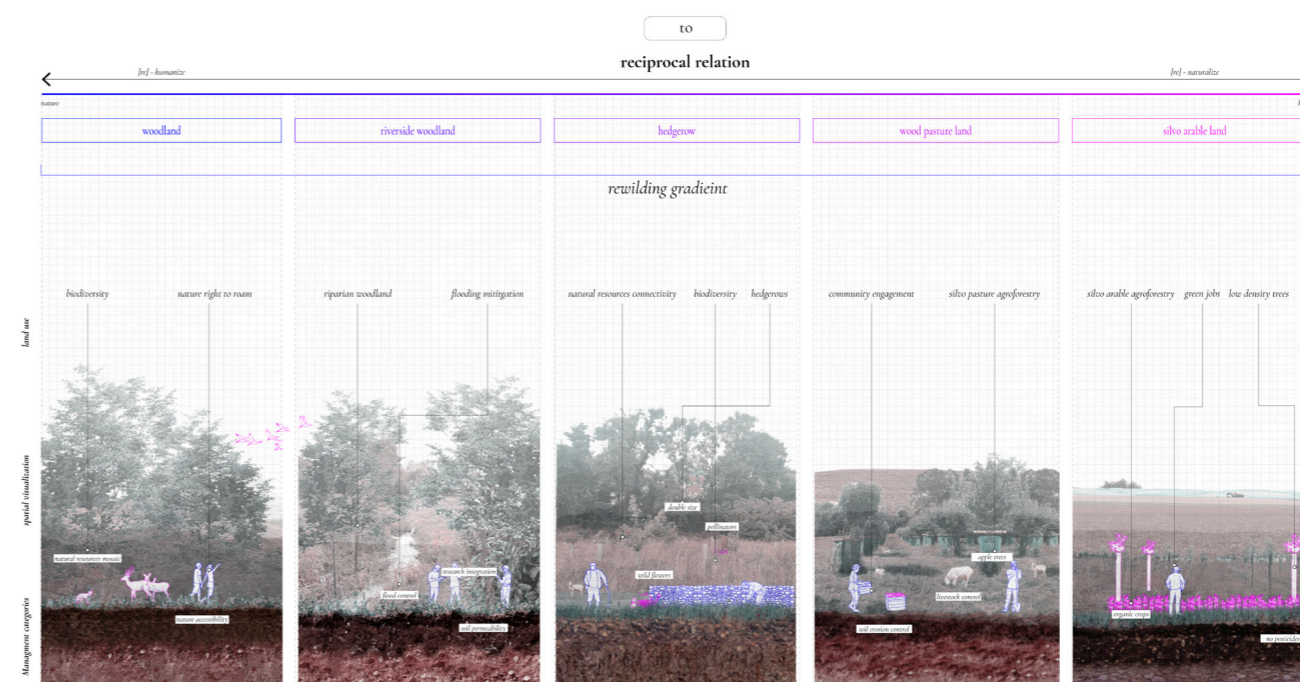 to
reciprocal relation
[re] - humanize
[re] - naturalize
nature
woodland
riverside woodland
hedgerow
wood pasture land
silvo arable land
rewilding gradieint
biodiversity
nature right to roam
riparian woodland
flooding mititgation
natural resources connectivity
biodiversity
hedgerows
community engagement
silvo pasture agroforestry
silvo arable agroforestry
green jobs
low density trees
land use
spatial visualization
Managment categories
natural resources mosaic
nature accessibility
research integration
flood control
soil permeability
double size
pollinators
wild flowers
apple trees
livestock control
soil erosion control
organic crops
no pesticides